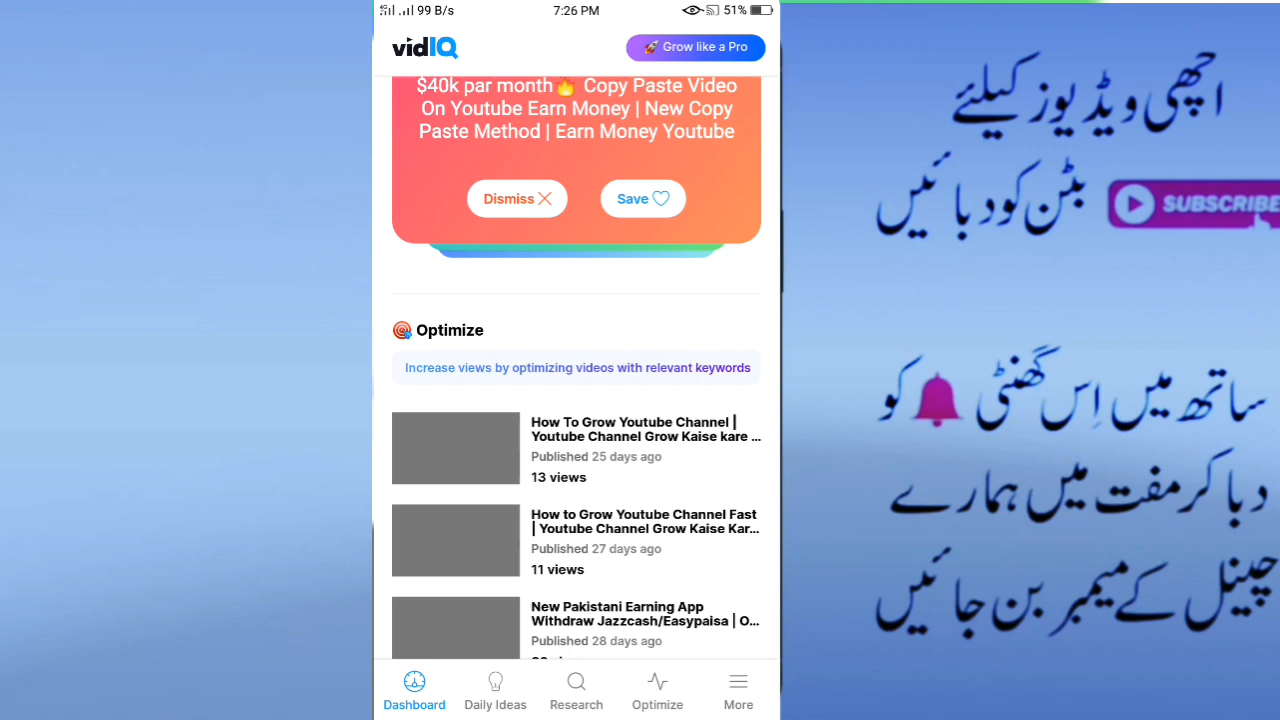 99 B/s
7:26 PM
51%
vidIQ
🚀 Grow like a Pro
$40k par month🔥 Copy Paste Video
On Youtube Earn Money | New Copy
Paste Method | Earn Money Youtube
Dismiss
Save
Optimize
Increase views by optimizing videos with relevant keywords
How To Grow Youtube Channel |
Youtube Channel Grow Kaise kare ...
Published 25 days ago
13 views
How to Grow Youtube Channel Fast
| Youtube Channel Grow Kaise Kar...
Published 27 days ago
11 views
New Pakistani Earning App
Withdraw Jazzcash/Easypaisa | O...
Published 28 days ago
Dashboard
Daily Ideas
Research
Optimize
More
اچھی ویڈیوز کیلئے
بٹن کو دبائیں
SUBSCRIBE
ساتھ میں اِس گھنٹی کو
دبا کر مفت میں ہمارے
چینل کے میمبر بن جائیں